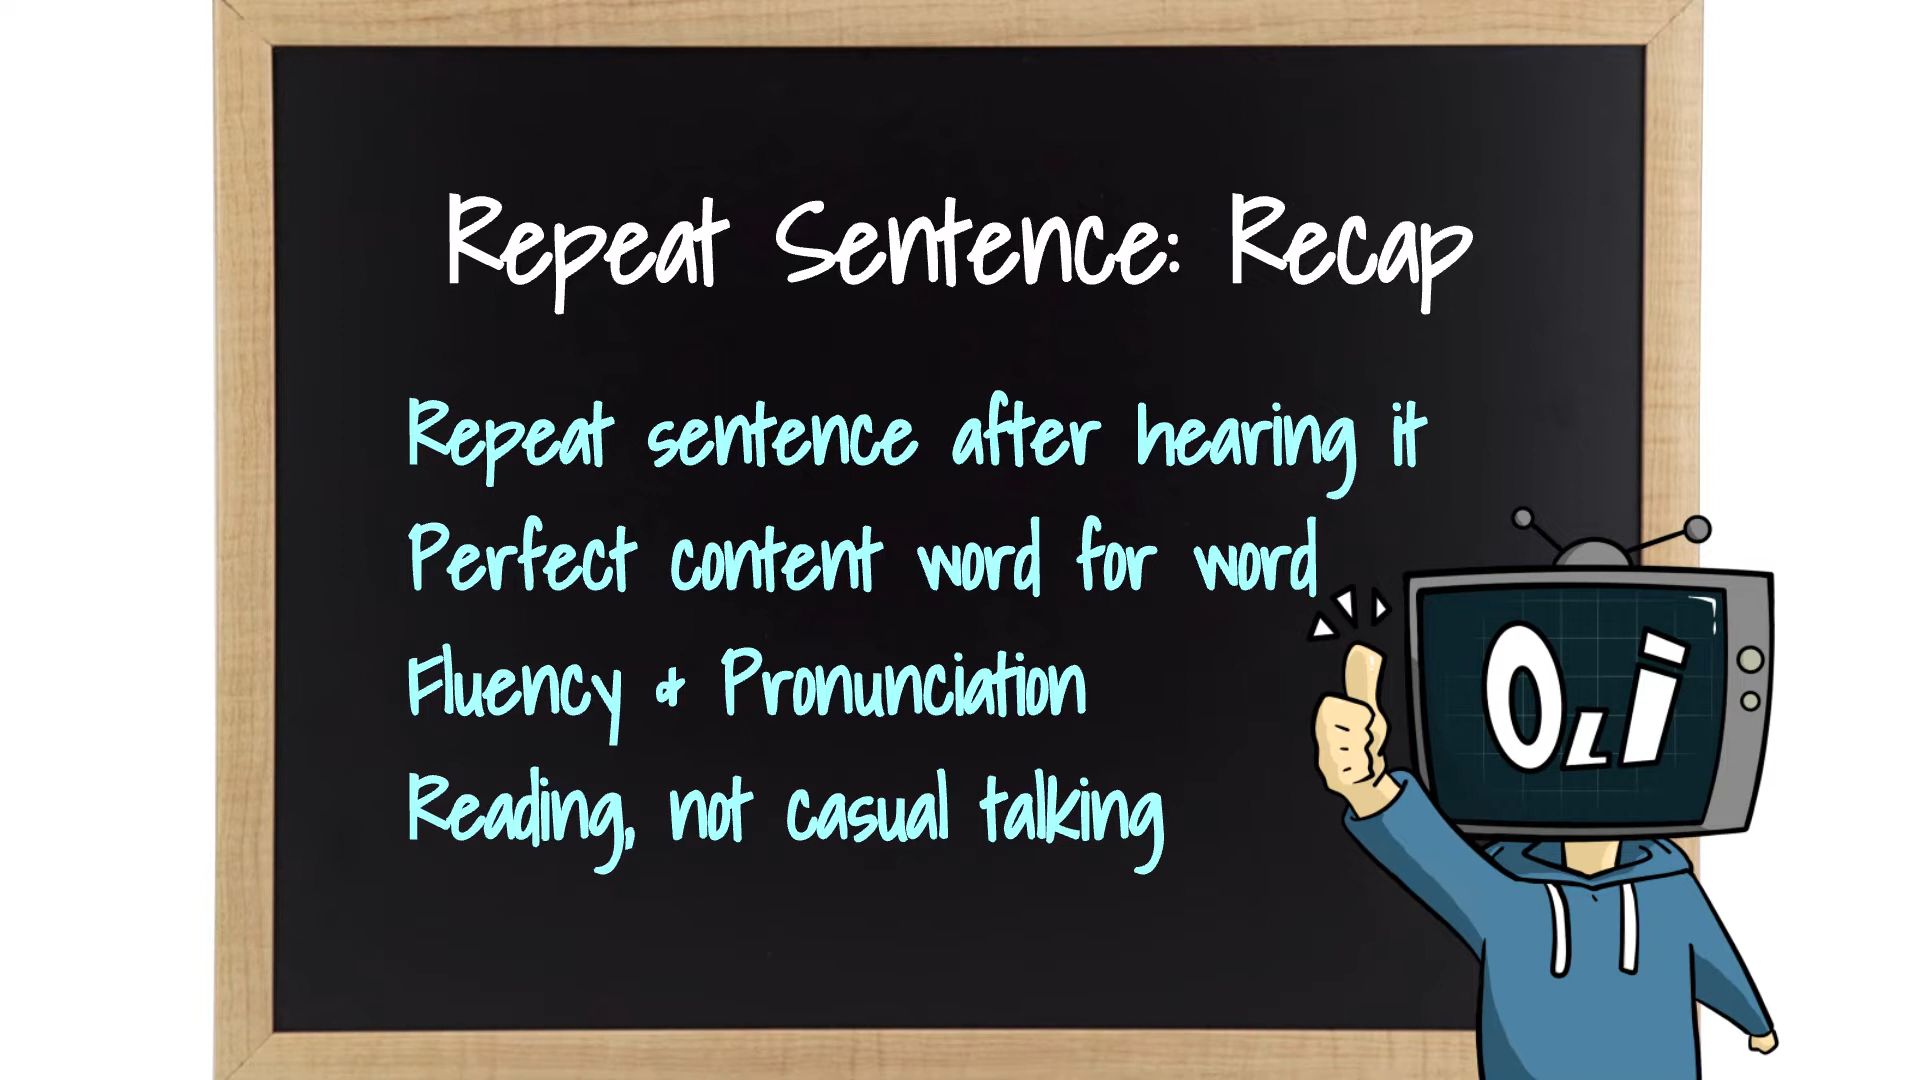 Repeat Sentence: Recap
Repeat sentence after hearing it
Perfect content word for word
Fluency & Pronunciation
Reading, not casual talking
OLi